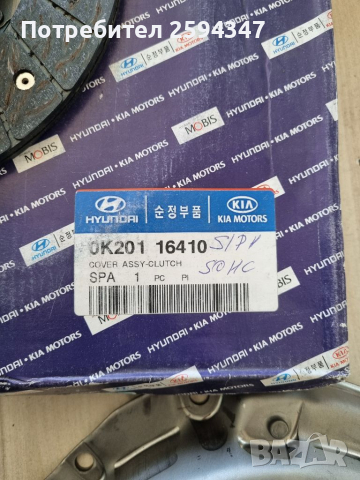 Потребител 2594347
HYUNDAI · KIA MOTORS
MOBIS
HYUNDAI
순정부품
KIA MOTORS
0K201 16410
COVER ASSY-CLUTCH
SPA 1 PC PI
SOHC
BAZAR